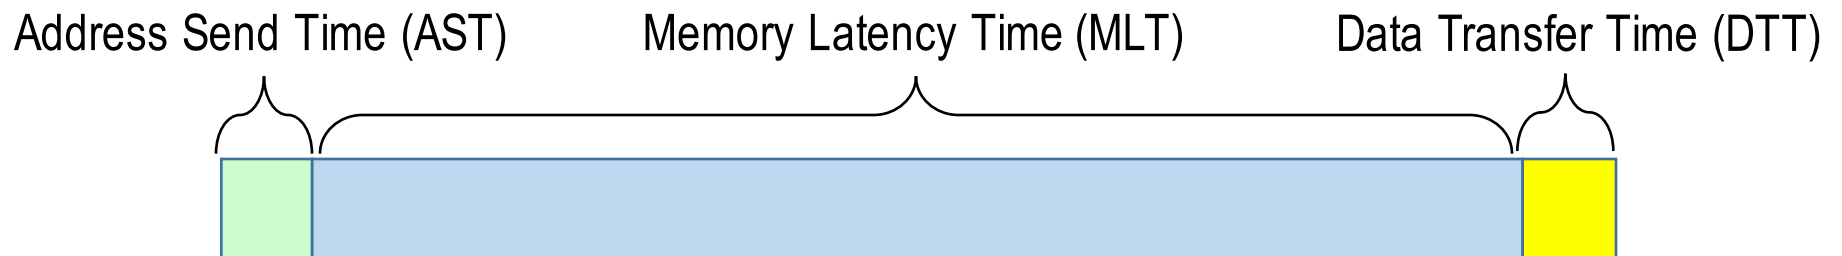 Address Send Time (AST) Memory Latency Time (MLT) Data Transfer Time (DTT)